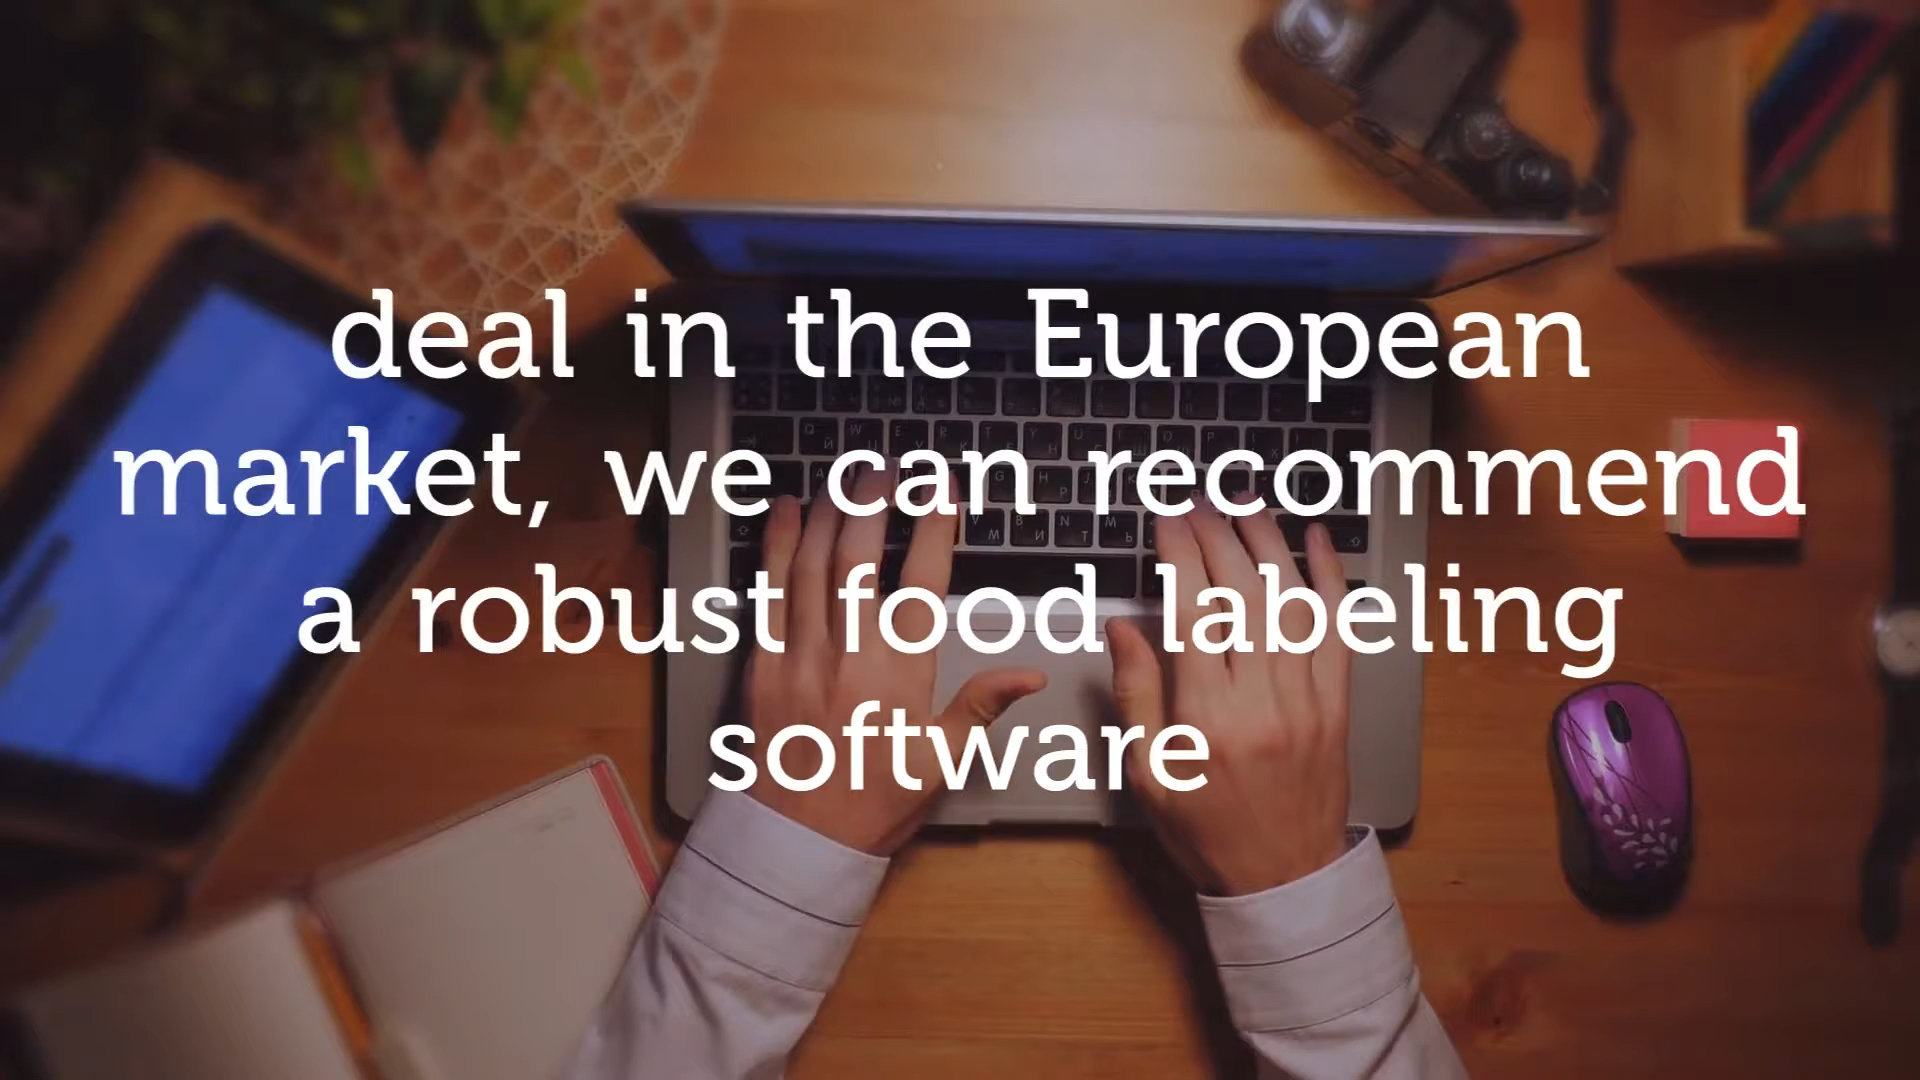 deal in the European
market, we can recommend
a robust food labeling
software